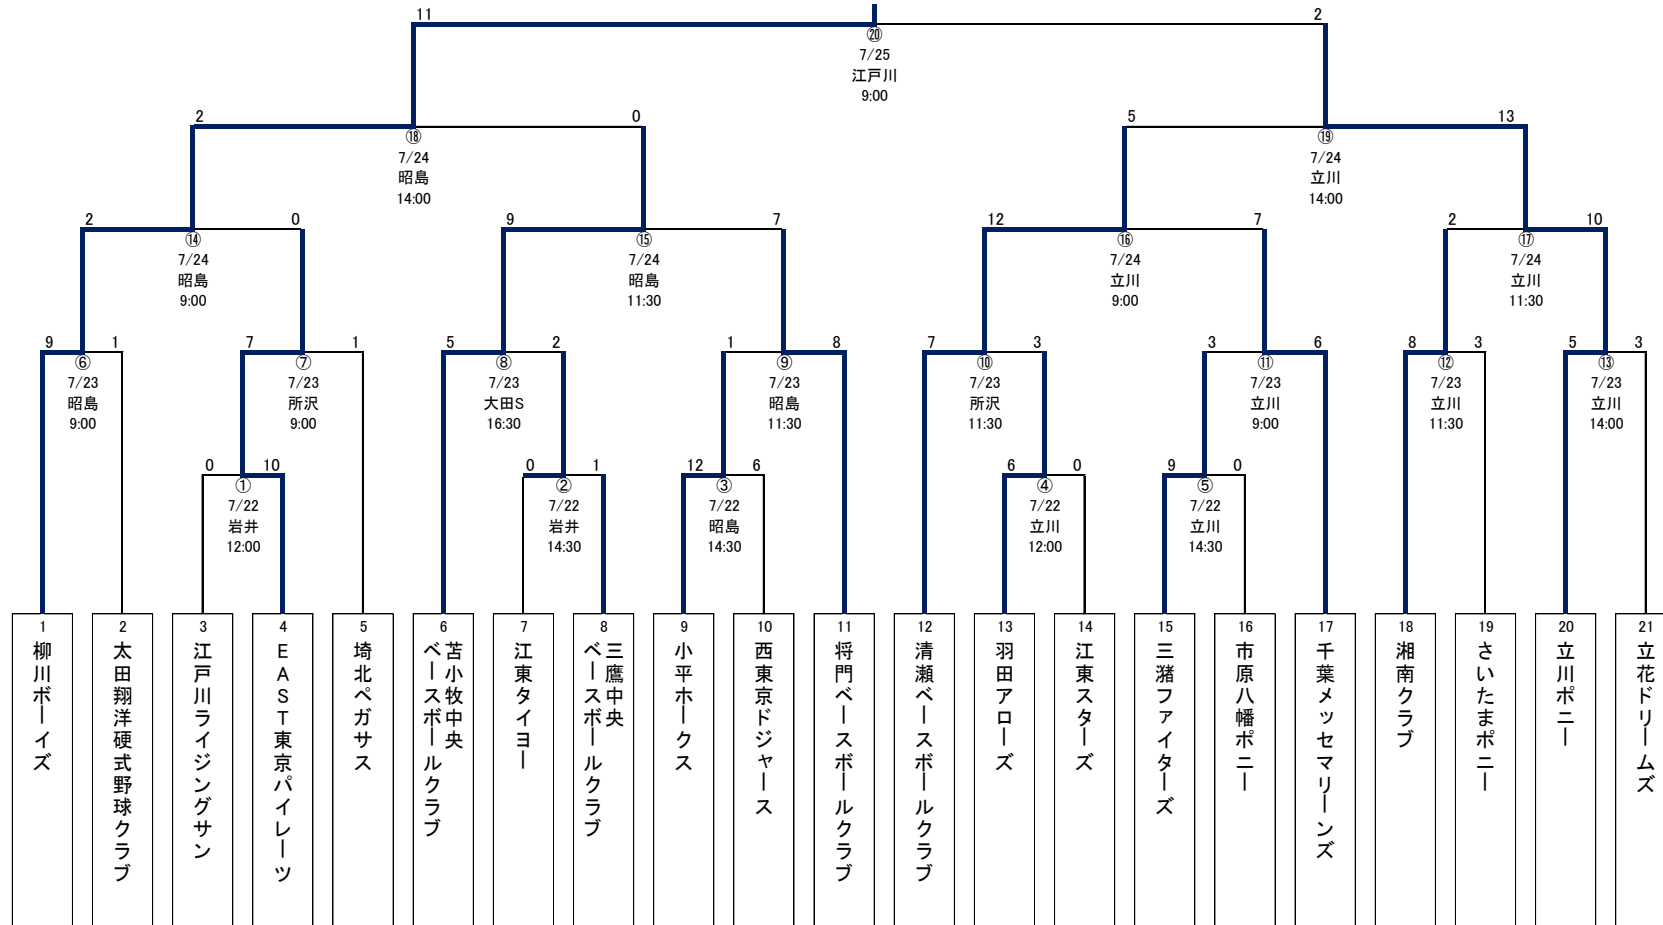 11 2
⑳
7/25
江戸川
9:00
2 0 5 13
⑱ ⑲
7/24 7/24
昭島 立川
14:00 14:00
2 0 9 7 12 7 2 10
⑭ ⑮ ⑯ ⑰
7/24 7/24 7/24 7/24
昭島 昭島 立川 立川
9:00 11:30 9:00 11:30
9 1 7 1 5 2 1 8 7 3 3 6 8 3 5 3
⑥ ⑦ ⑧ ⑨ ⑩ ⑪ ⑫ ⑬
7/23 7/23 7/23 7/23 7/23 7/23 7/23 7/23
昭島 所沢 大田S 昭島 所沢 立川 立川 立川
9:00 9:00 16:30 11:30 11:30 9:00 11:30 14:00
0 10 0 1 12 6 6 0 9 0
① ② ③ ④ ⑤
7/22 7/22 7/22 7/22 7/22
岩井 岩井 昭島 立川 立川
12:00 14:30 14:30 12:00 14:30
1
柳川ボーイズ
2
太田翔洋硬式野球クラブ
3
江戸川ライジングサン
4
EAST東京パイレーツ
5
埼北ペガサス
6
苫小牧中央
ベースボールクラブ
7
江東タイヨー
8
三鷹中央
ベースボールクラブ
9
小平ホークス
10
西東京ドジャース
11
将門ベースボールクラブ
12
清瀬ベースボールクラブ
13
羽田アローズ
14
江東スターズ
15
三潴ファイターズ
16
市原八幡ポニー
17
千葉メッセマリーンズ
18
湘南クラブ
19
さいたまポニー
20
立川ポニー
21
立花ドリームズ